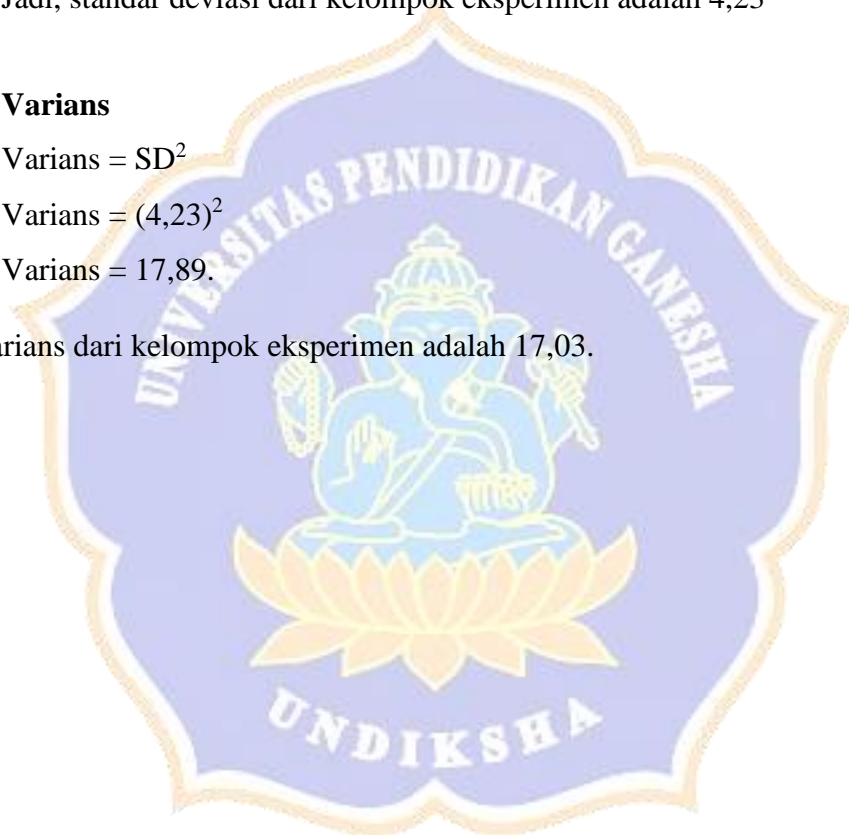 Jadi, standar deviasi dari kelompok eksperimen adalah 4,23
Varians
Varians = SD²
Varians = (4,23)²
Varians = 17,89.
dari kelompok eksperimen adalah 17,03.
UNIVERSITAS PENDIDIKAN GANESHA
UNDIKSHA